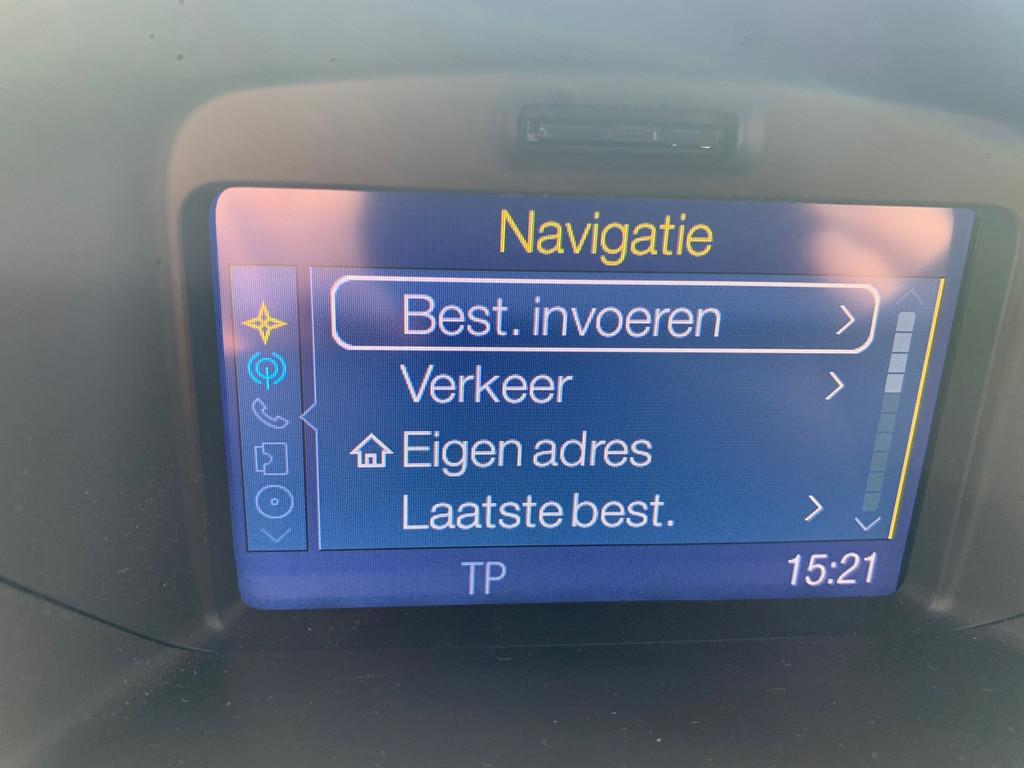 Navigatie
Best. invoeren
Verkeer
Eigen adres
Laatste best.
TP
15:21